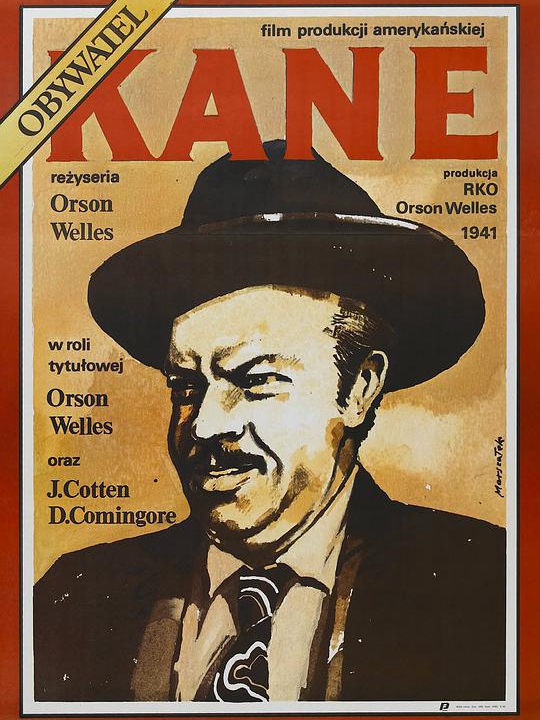 OBYWATEL
film produkcji amerykańskiej
KANE
reżyseria
Orson
Welles
produkcja
RKO
Orson Welles
1941
w roli
tytułowej
Orson
Welles
oraz
J.Cotten
D.Comingore